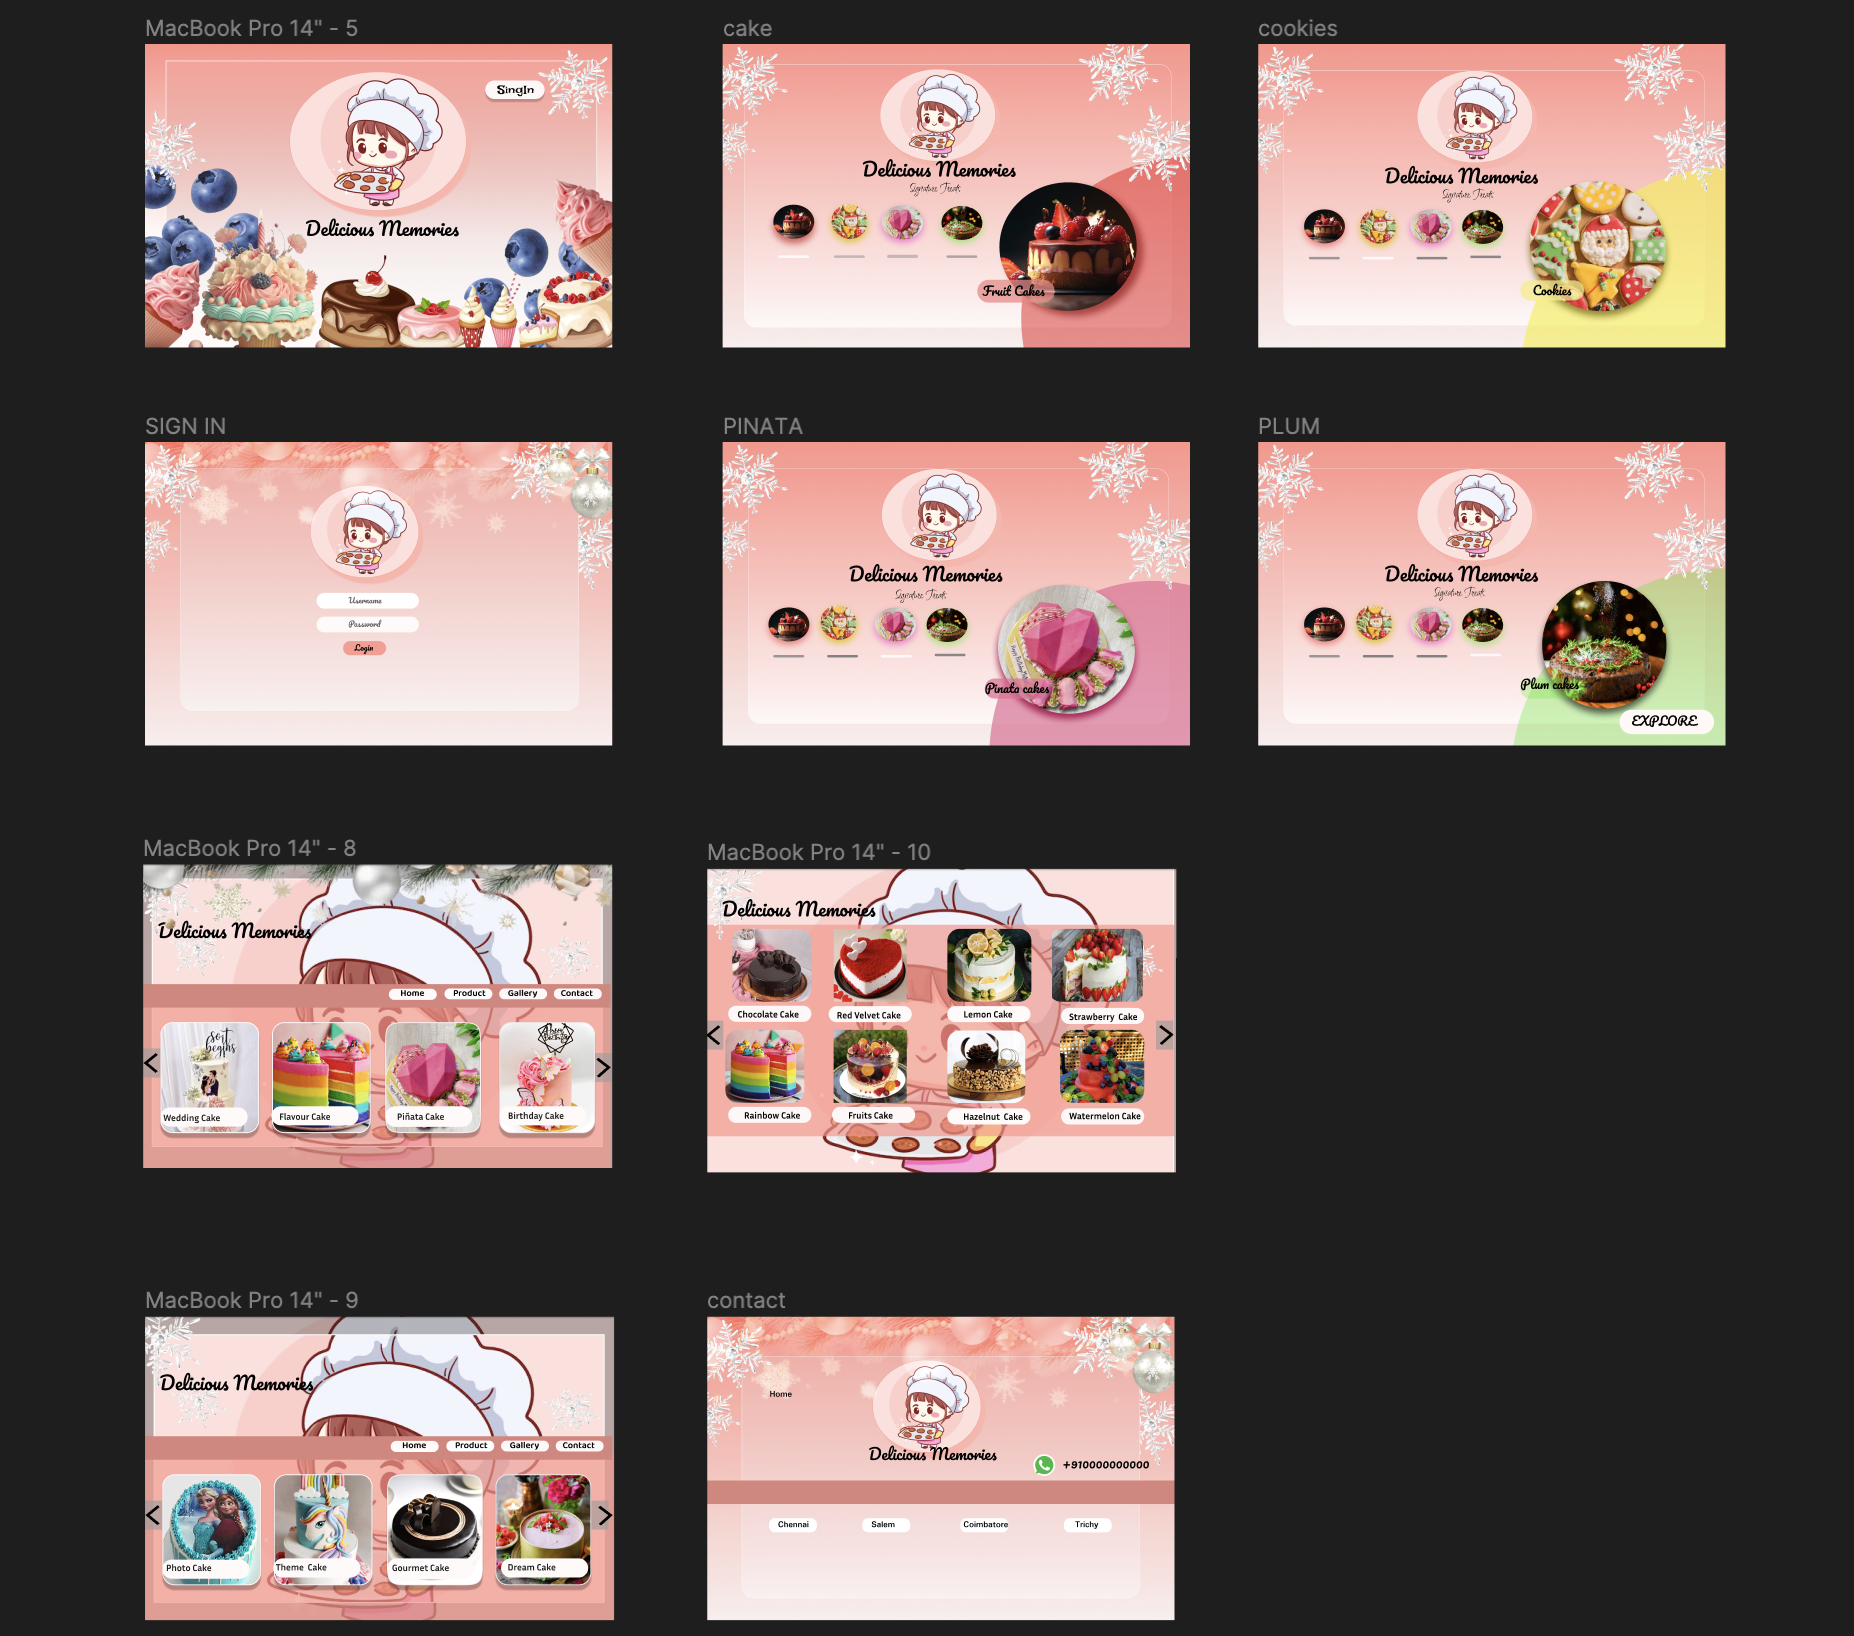 MacBook Pro 14" - 5
SingIn
Delicious Memories
cake
Delicious Memories
Signature Treats
Fruit Cakes
cookies
Delicious Memories
Signature Treats
Cookies
SIGN IN
Username
Password
Login
PINATA
Delicious Memories
Signature Treats
Pinata cakes
PLUM
Delicious Memories
Signature Treats
Plum cakes
EXPLORE
MacBook Pro 14" - 8
Delicious Memories
Home Product Gallery Contact
sort
begins
Wedding Cake Flavour Cake Piñata Cake Birthday Cake
MacBook Pro 14" - 10
Delicious Memories
Chocolate Cake Red Velvet Cake Lemon Cake Strawberry Cake
Rainbow Cake Fruits Cake Hazelnut Cake Watermelon Cake
MacBook Pro 14" - 9
Delicious Memories
Home Product Gallery Contact
Photo Cake Theme Cake Gourmet Cake Dream Cake
contact
Home
Delicious Memories
+910000000000
Chennai Salem Coimbatore Trichy